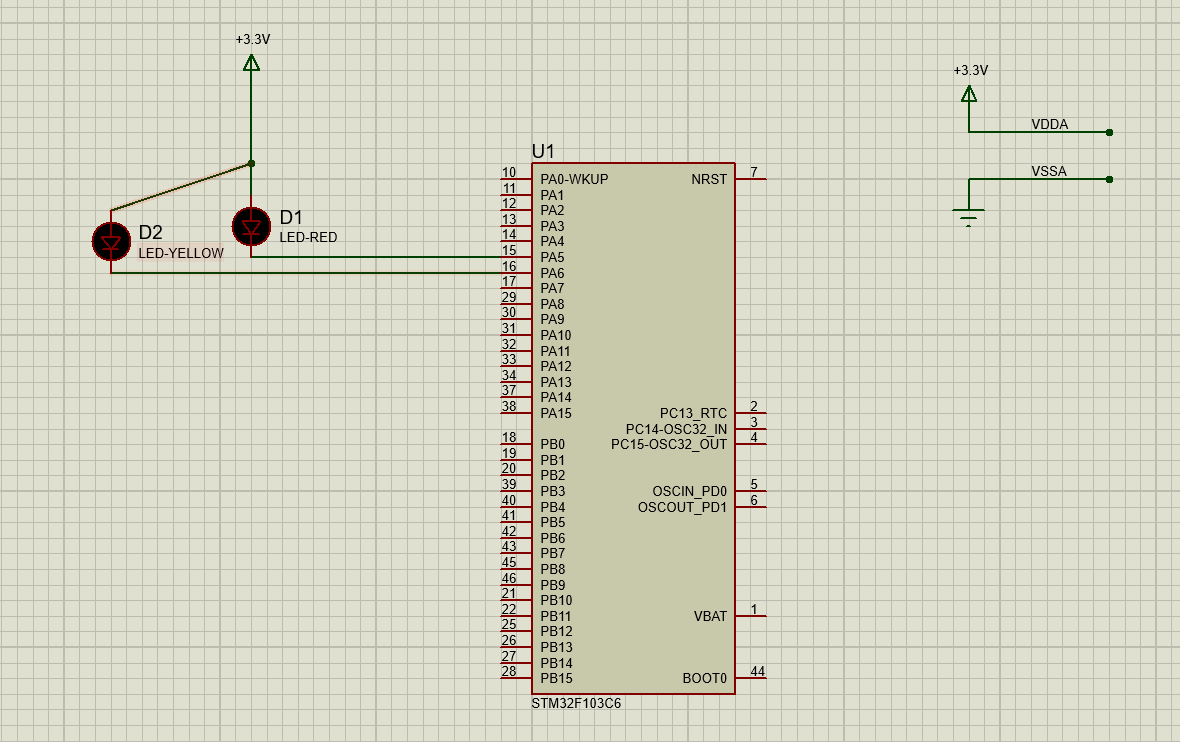 +3.3V
+3.3V
VDDA
VSSA
D1
LED-RED
D2
LED-YELLOW
U1
10 PA0-WKUP NRST 7
11 PA1
12 PA2
13 PA3
14 PA4
15 PA5
16 PA6
17 PA7
29 PA8
30 PA9
31 PA10
32 PA11
33 PA12
34 PA13
37 PA14
38 PA15 PC13_RTC 2
PC14-OSC32_IN 3
18 PB0 PC15-OSC32_OUT 4
19 PB1
20 PB2
39 PB3 OSCIN_PD0 5
40 PB4 OSCOUT_PD1 6
41 PB5
42 PB6
43 PB7
45 PB8
46 PB9
21 PB10
22 PB11 VBAT 1
25 PB12
26 PB13
27 PB14
28 PB15 BOOT0 44
STM32F103C6